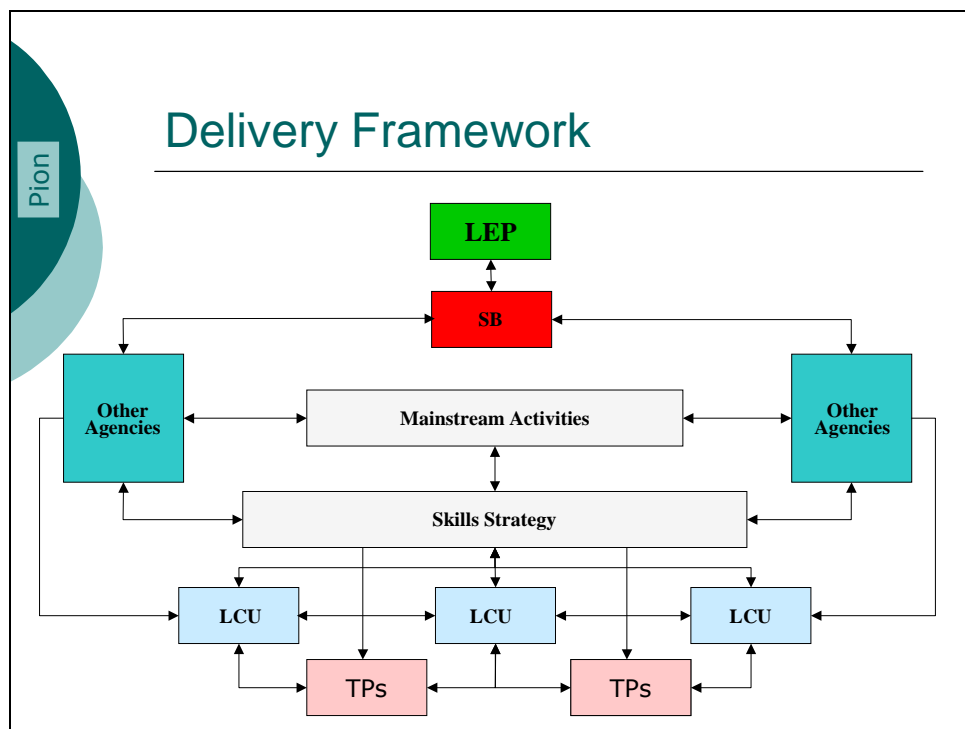 Pion
Delivery Framework
LEP
SB
Other
Agencies
Mainstream Activities
Other
Agencies
Skills Strategy
LCU
LCU
LCU
TPs
TPs